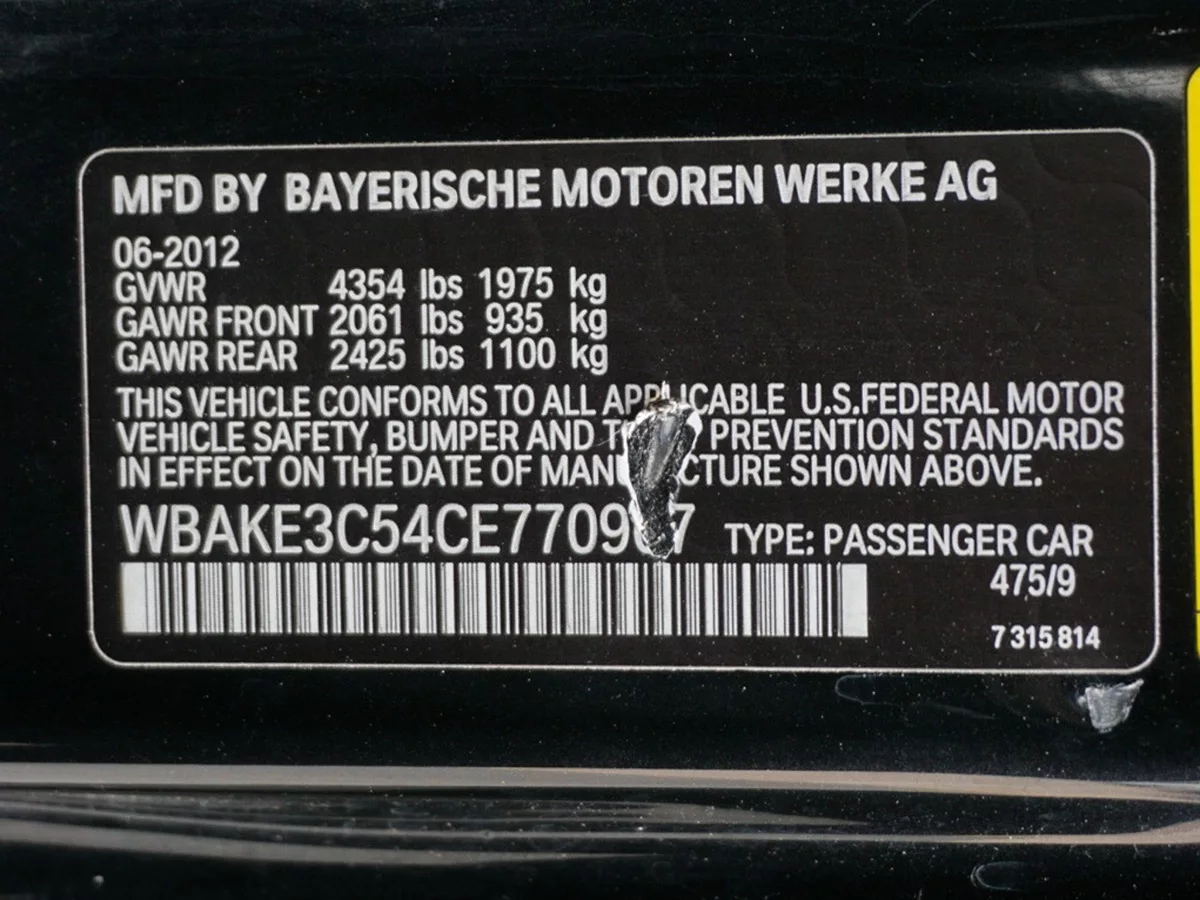 MFD BY BAYERISCHE MOTOREN WERKE AG
06-2012
GVWR 4354 lbs 1975 kg
GAWR FRONT 2061 lbs 935 kg
GAWR REAR 2425 lbs 1100 kg
THIS VEHICLE CONFORMS TO ALL APPLICABLE U.S.FEDERAL MOTOR
VEHICLE SAFETY, BUMPER AND PREVENTION STANDARDS
IN EFFECT ON THE DATE OF SHOWN ABOVE.
TYPE: PASSENGER CAR
475/9
7 315 814